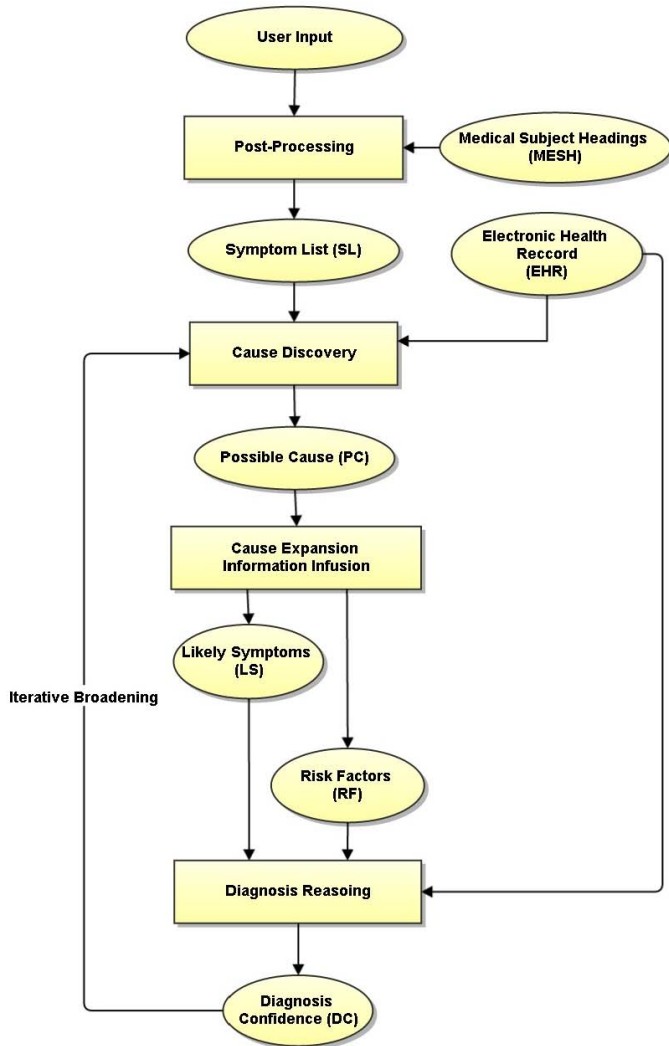 User Input
Post-Processing
Medical Subject Headings
(MESH)
Symptom List (SL)
Electronic Health
Reccord
(EHR)
Cause Discovery
Possible Cause (PC)
Cause Expansion
Information Infusion
Likely Symptoms
(LS)
Iterative Broadening
Risk Factors
(RF)
Diagnosis Reasoing
Diagnosis
Confidence (DC)